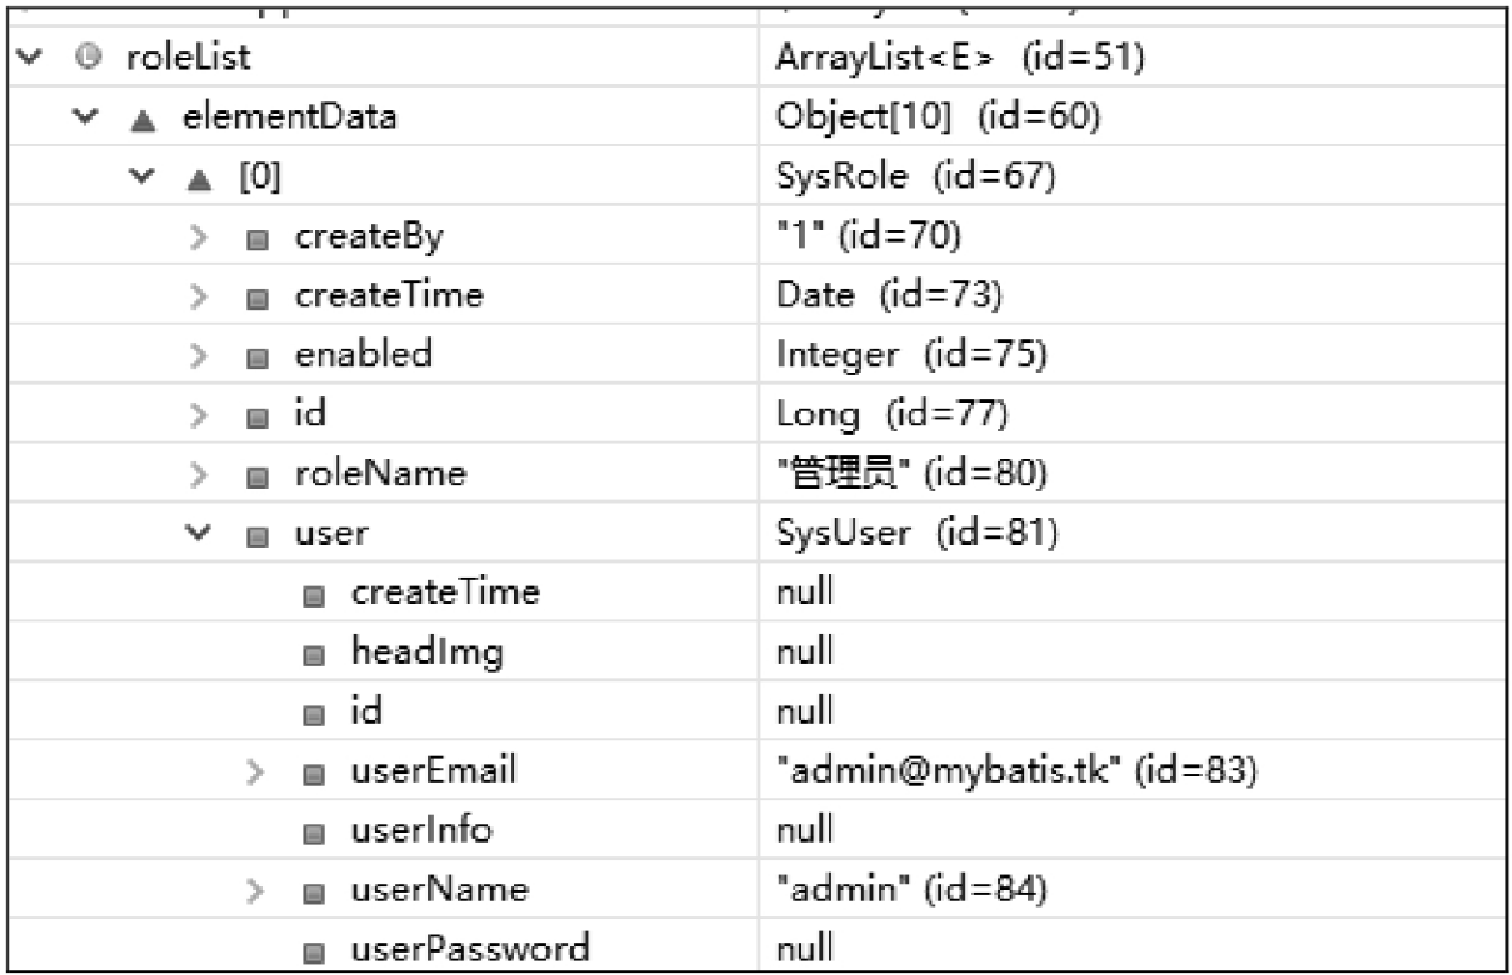 roleList ArrayList<E> (id=51)
elementData Object[10] (id=60)
[0] SysRole (id=67)
createBy "1" (id=70)
createTime Date (id=73)
enabled Integer (id=75)
id Long (id=77)
roleName "管理员" (id=80)
user SysUser (id=81)
createTime null
headImg null
id null
userEmail "admin@mybatis.tk" (id=83)
userInfo null
userName "admin" (id=84)
userPassword null